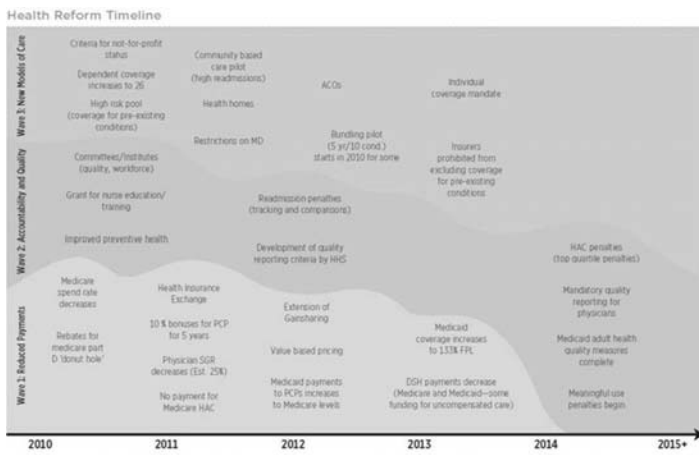 Health Reform Timeline
Wave 3: New Models of Care
Criteria for not-for-profit
status
Dependent coverage
increases to 26
High risk pool
(coverage for pre-existing
conditions)
Community based
care pilot
(high readmissions)
Health homes
Restrictions on MD
ACOs
Bundling pilot
(5 yr/10 cond.)
starts in 2010 for some
Individual
coverage mandate
Insurers
prohibited from
excluding coverage
for pre-existing
conditions
Wave 2: Accountability and Quality
Committees/institutes
(quality, workforce)
Grant for nurse education/
training
Improved preventive health
Readmission penalties
(tracking and comparisons)
Development of quality
reporting criteria by HHS
HAC penalties
(top quartile penalties)
Mandatory quality
reporting for
physicians
Medicaid adult health
quality measures
complete
Meaningful use
penalties begin
Wave 1: Reduced Payments
Medicare
spend rate
decreases
Rebates for
medicare part
D 'donut hole'
Health Insurance
Exchange
10 % bonuses for PCP
for 5 years
Physician SGR
decreases (Est. 25%)
No payment for
Medicare HAC
Extension of
Gainsharing
Value based pricing
Medicaid payments
to PCPs increases
to Medicare levels
Medicaid
coverage increases
to 133% FPL
DSH payments decrease
(Medicare and Medicaid—some
funding for uncompensated care)
2010
2011
2012
2013
2014
2015+